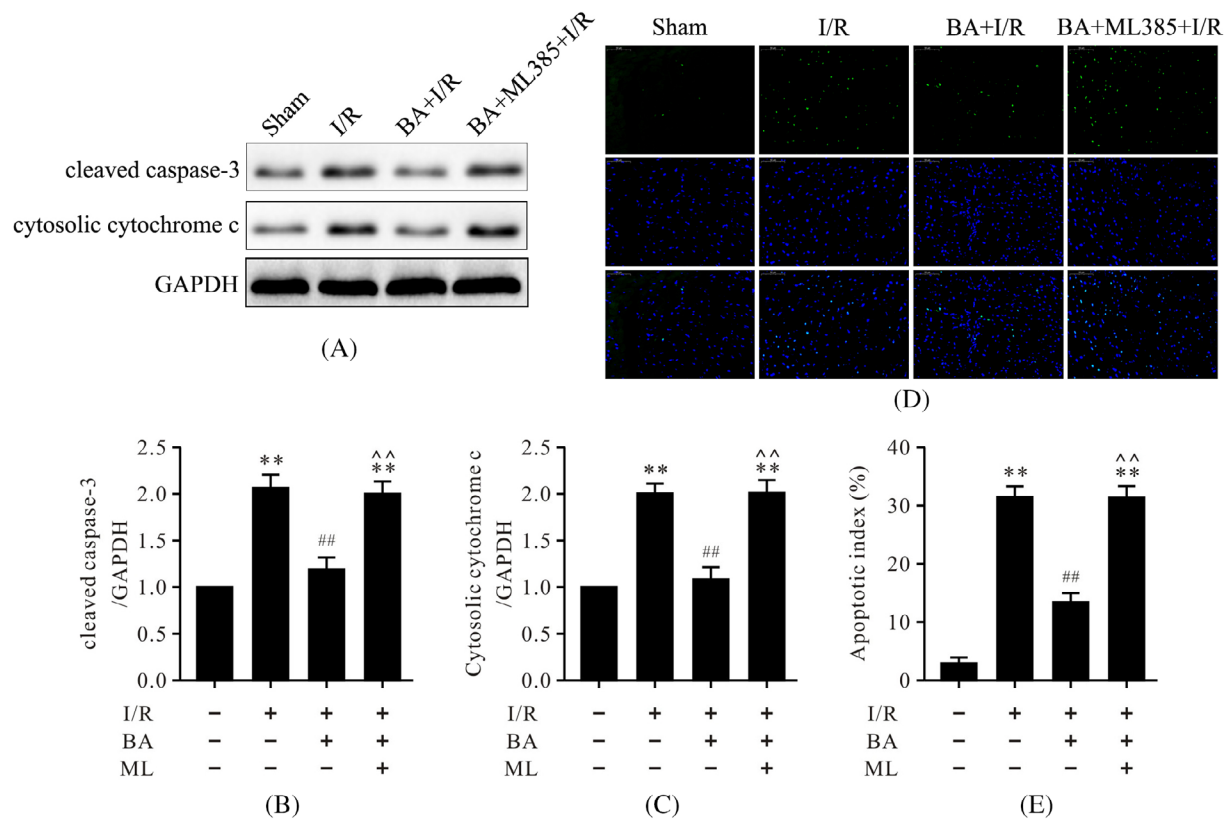 Sham
I/R
BA+I/R
BA+ML385+I/R
cleaved caspase-3
cytosolic cytochrome c
GAPDH
(A)
Sham
I/R
BA+I/R
BA+ML385+I/R
(D)
cleaved caspase-3
/GAPDH
2.5
2.0
1.5
1.0
0.5
0.0
**
##
^^
**
I/R − + + +
BA − − + +
ML − − − +
(B)
Cytosolic cytochrome c
/GAPDH
2.5
2.0
1.5
1.0
0.5
0.0
**
##
^^
**
I/R − + + +
BA − − + +
ML − − − +
(C)
Apoptotic index (%)
40
30
20
10
0
**
##
^^
**
I/R − + + +
BA − − + +
ML − − − +
(E)